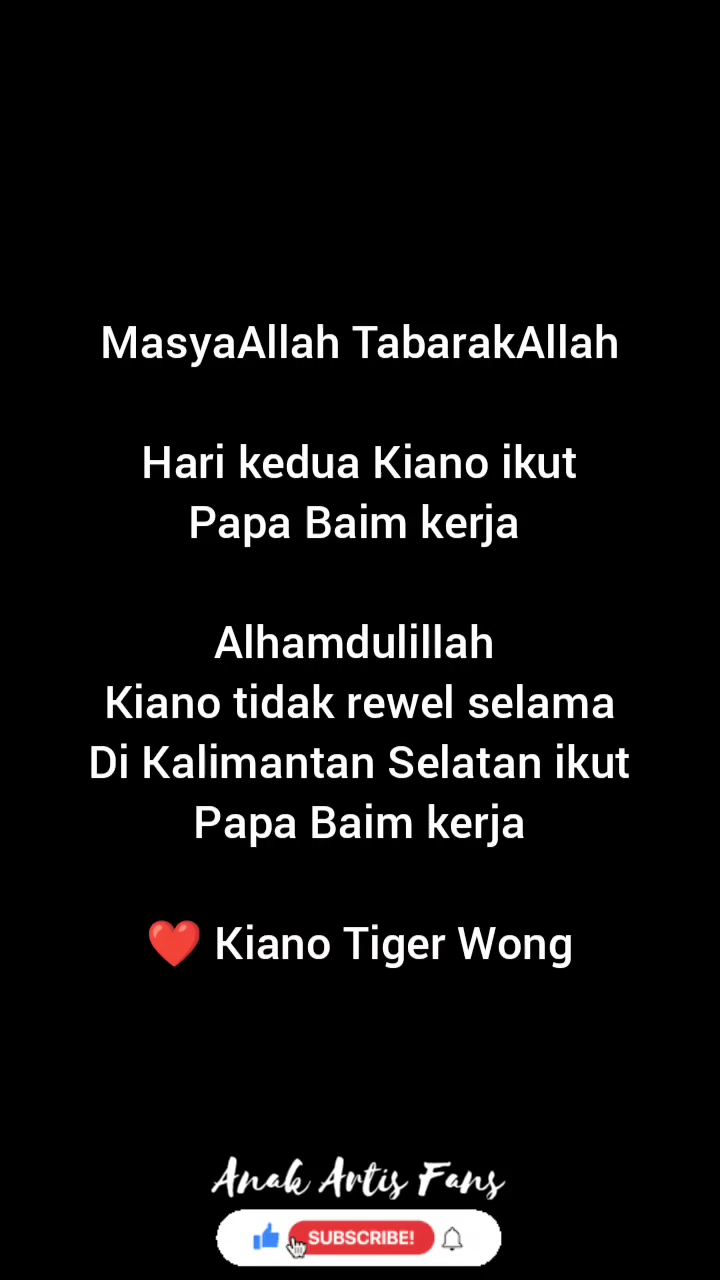 MasyaAllah TabarakAllah
Hari kedua Kiano ikut
Papa Baim kerja
Alhamdulillah
Kiano tidak rewel selama
Di Kalimantan Selatan ikut
Papa Baim kerja
❤️ Kiano Tiger Wong
Anak Artis Fans
SUBSCRIBE!